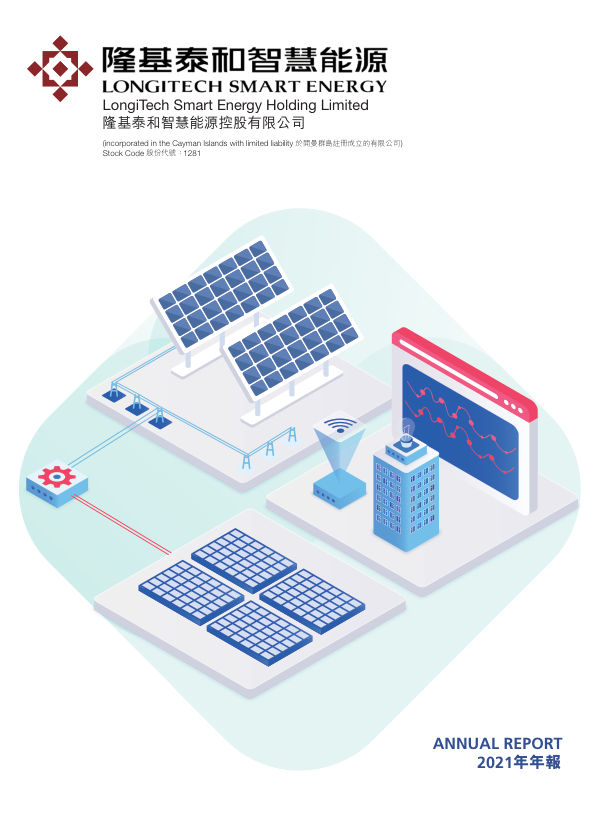 隆基泰和智慧能源
LONGITECH SMART ENERGY
LongiTech Smart Energy Holding Limited
隆基泰和智慧能源控股有限公司
(incorporated in the Cayman Islands with limited liability 於開曼群島註冊成立的有限公司)
Stock Code 股份代號：1281
ANNUAL REPORT
2021年年報